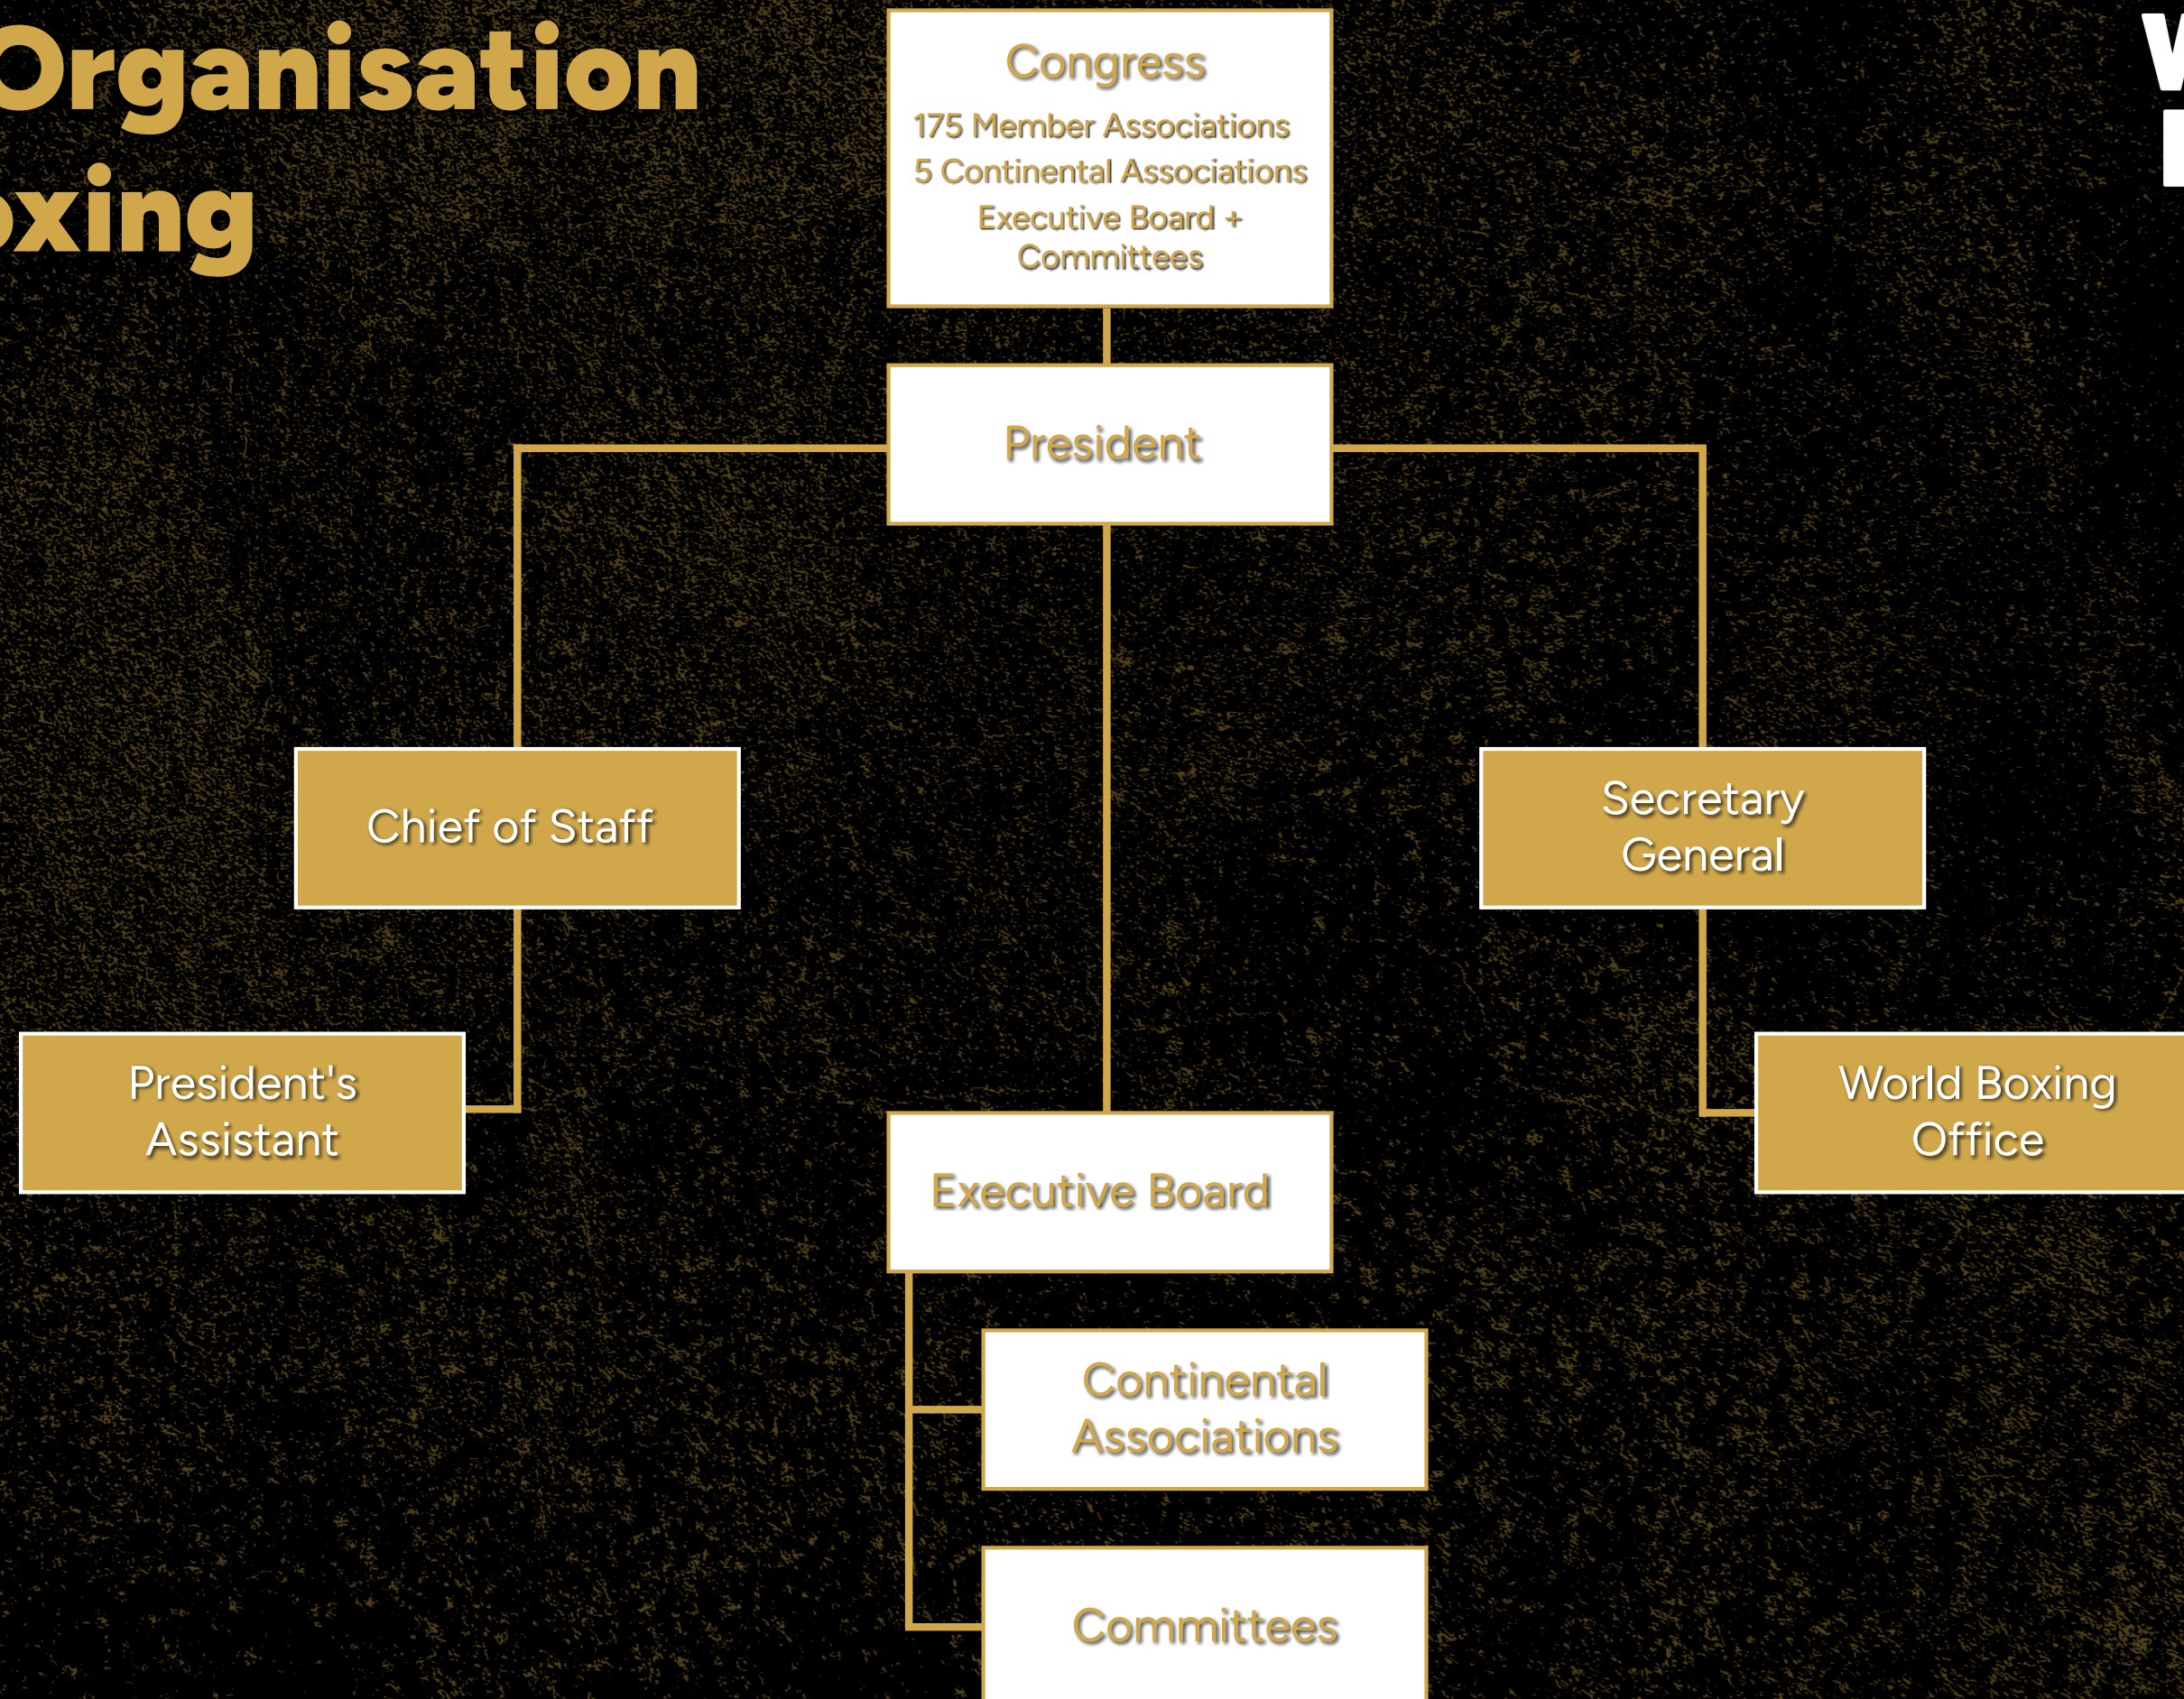 Organisation
oxing
Congress
175 Member Associations
5 Continental Associations
Executive Board +
Committees
President
Chief of Staff
Secretary
General
President's
Assistant
World Boxing
Office
Executive Board
Continental
Associations
Committees